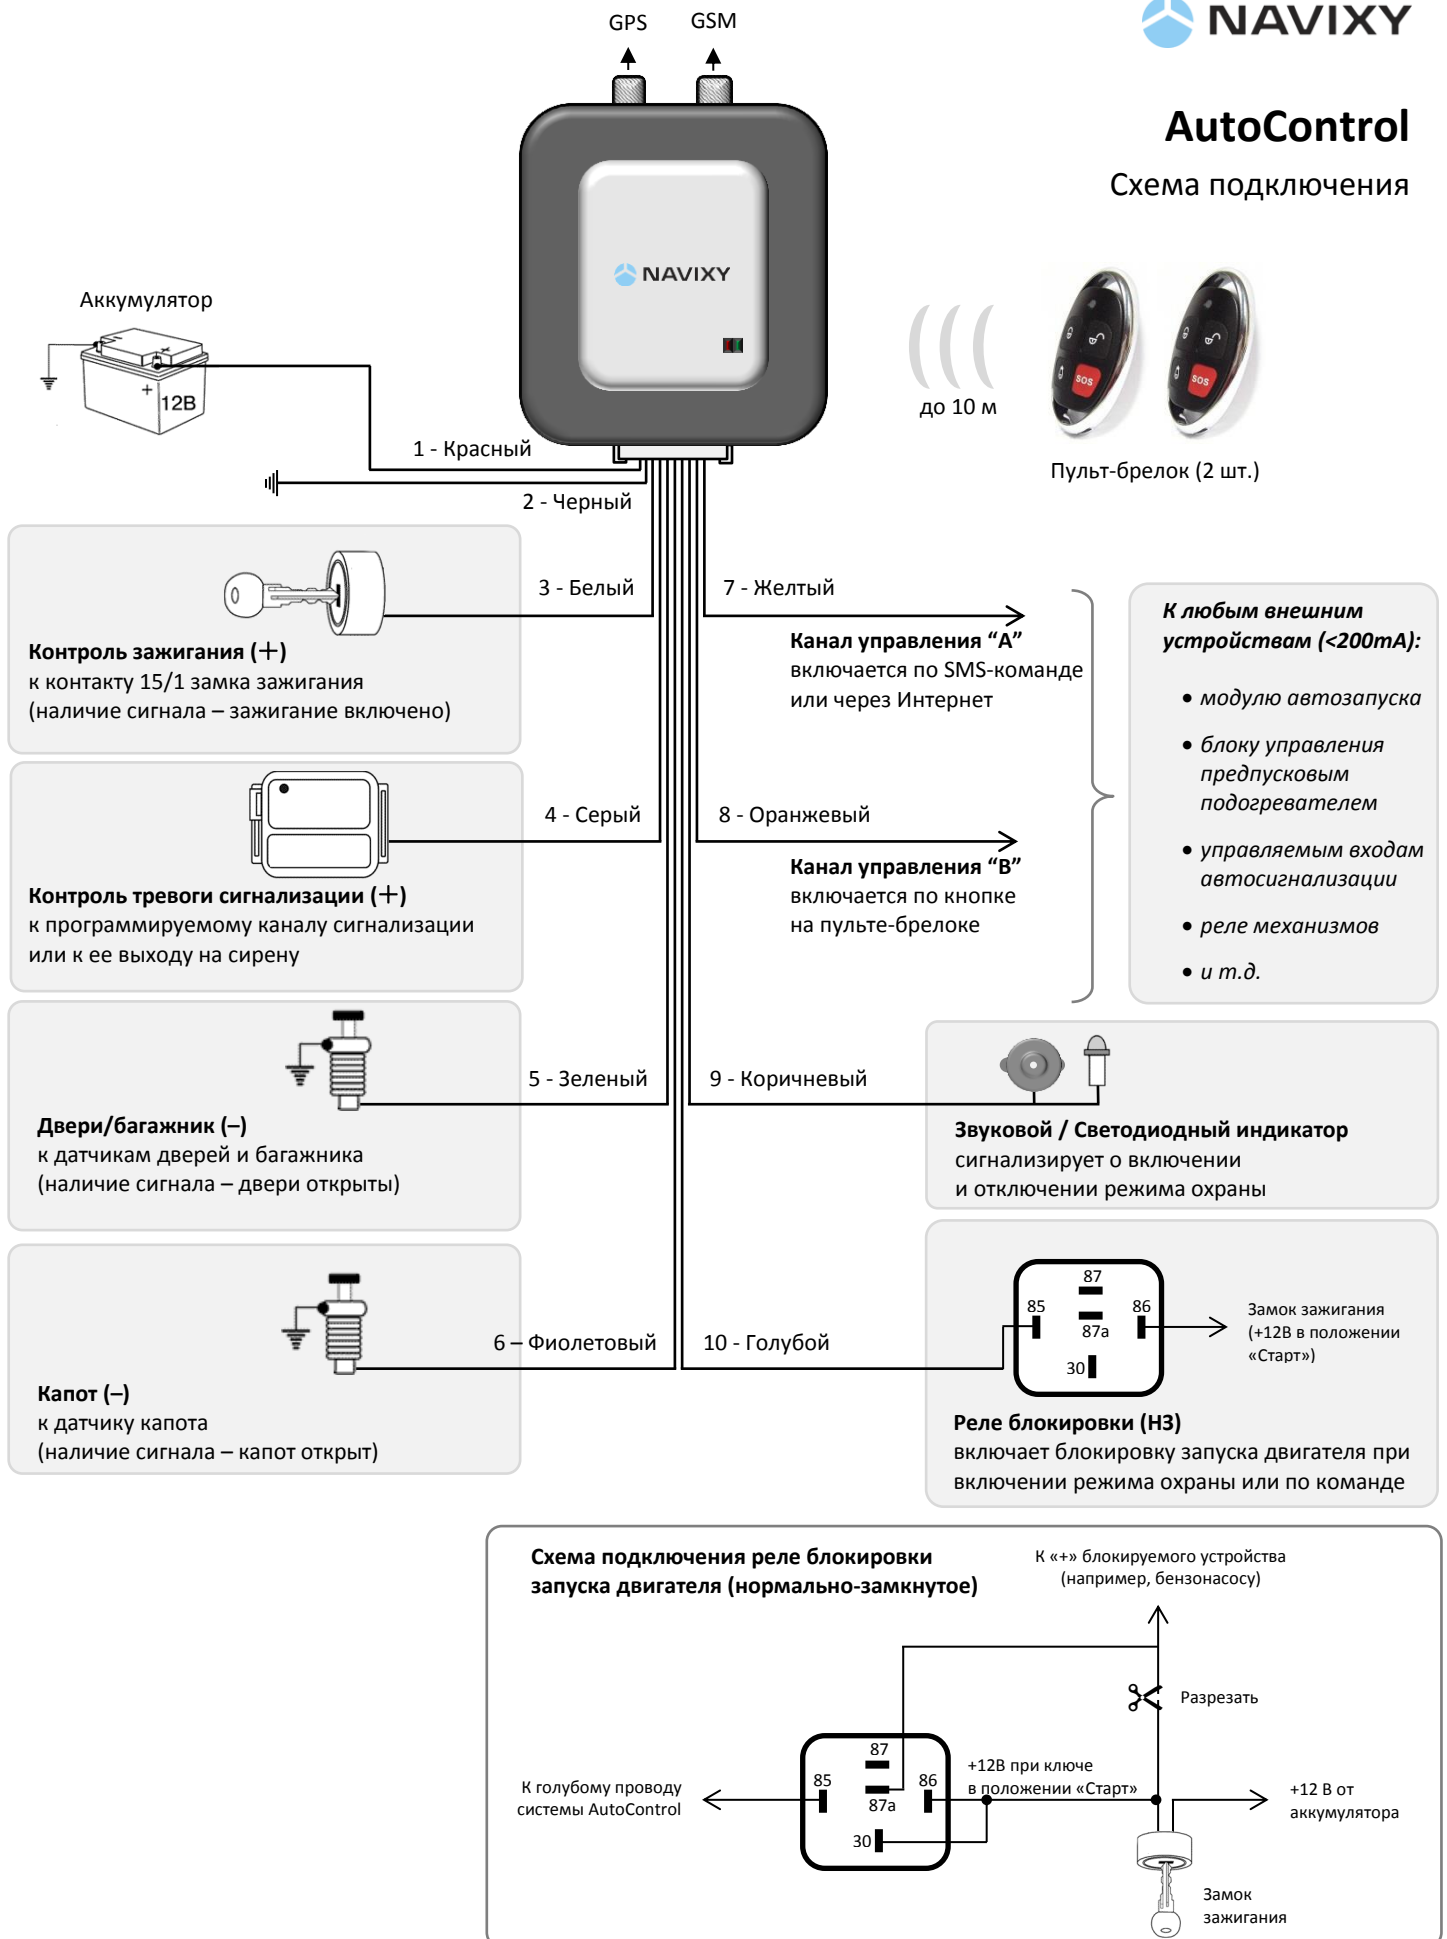 GPS
GSM
NAVIXY
AutoControl
Схема подключения
NAVIXY
Аккумулятор
12В
до 10 м
SOS
SOS
Пульт-брелок (2 шт.)
1 - Красный
2 - Черный
3 - Белый
Контроль зажигания (+)
к контакту 15/1 замка зажигания
(наличие сигнала – зажигание включено)
4 - Серый
Контроль тревоги сигнализации (+)
к программируемому каналу сигнализации
или к ее выходу на сирену
5 - Зеленый
Двери/багажник (–)
к датчикам дверей и багажника
(наличие сигнала – двери открыты)
6 – Фиолетовый
Капот (–)
к датчику капота
(наличие сигнала – капот открыт)
7 - Желтый
Канал управления “А”
включается по SMS-команде
или через Интернет
8 - Оранжевый
Канал управления “В”
включается по кнопке
на пульте-брелоке
К любым внешним
устройствам (<200mA):
• модулю автозапуска
• блоку управления
предпусковым
подогревателем
• управляемым входам
автосигнализации
• реле механизмов
• и т.д.
9 - Коричневый
Звуковой / Светодиодный индикатор
сигнализирует о включении
и отключении режима охраны
10 - Голубой
87
85
86
87a
30
Замок зажигания
(+12В в положении
«Старт»)
Реле блокировки (НЗ)
включает блокировку запуска двигателя при
включении режима охраны или по команде
Схема подключения реле блокировки
запуска двигателя (нормально-замкнутое)
К «+» блокируемого устройства
(например, бензонасосу)
Разрезать
87
85
86
87a
30
+12В при ключе
в положении «Старт»
К голубому проводу
системы AutoControl
+12 В от
аккумулятора
Замок
зажигания